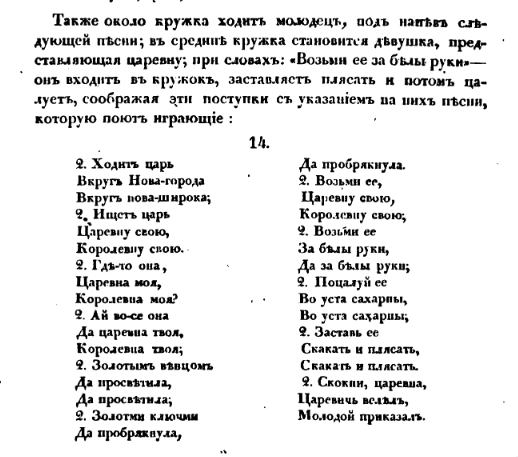 Также около кружка ходитъ молодецъ, подъ напѣвъ слѣ-
дующей пѣсни; въ срединѣ кружка становится дѣвушка, пред-
ставляющая царевну; при словахъ: «Возьми ее за бѣлы руки»—
онъ входитъ въ кружокъ, заставляетъ плясать и потомъ ца-
луетъ, соображая эти поступки съ указаніемъ на нихъ пѣсни,
которую поютъ играющіе :
14.
2. Ходитъ царь
Вкругъ Нова-города
Вкругъ нова-широка;
2. Ищетъ царь
Царевну свою,
Королевну свою.
2. Гдѣ-то она,
Царевна моя,
Королевна моя?
2. Ай во-се она
Да царевна твоя,
Королевна твоя;
2. Золотымъ вѣнцомъ
Да просвѣтила,
Да просвѣтила;
2. Золотми ключми
Да пробрякнула,
Да пробрякнула.
2. Возьми ее,
Царевну свою,
Королевну свою;
2. Возьми ее
За бѣлы руки,
Да за бѣлы руки;
2. Поцалуй ее
Во уста сахарны,
Во уста сахарны;
2. Заставь ее
Скакать и плясать,
Скакать и плясать.
2. Скокни, царевна,
Царевичь велѣлъ,
Молодой приказалъ.